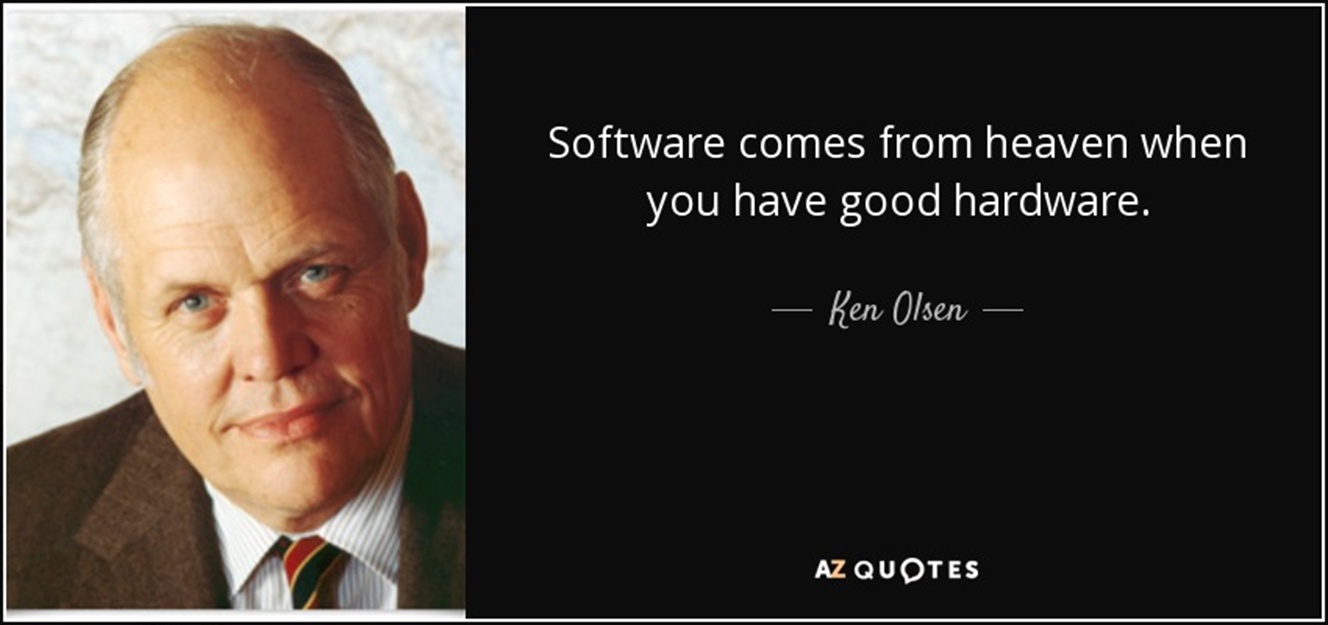 Software comes from heaven when
you have good hardware.
Ken Olsen
AZ QUOTES